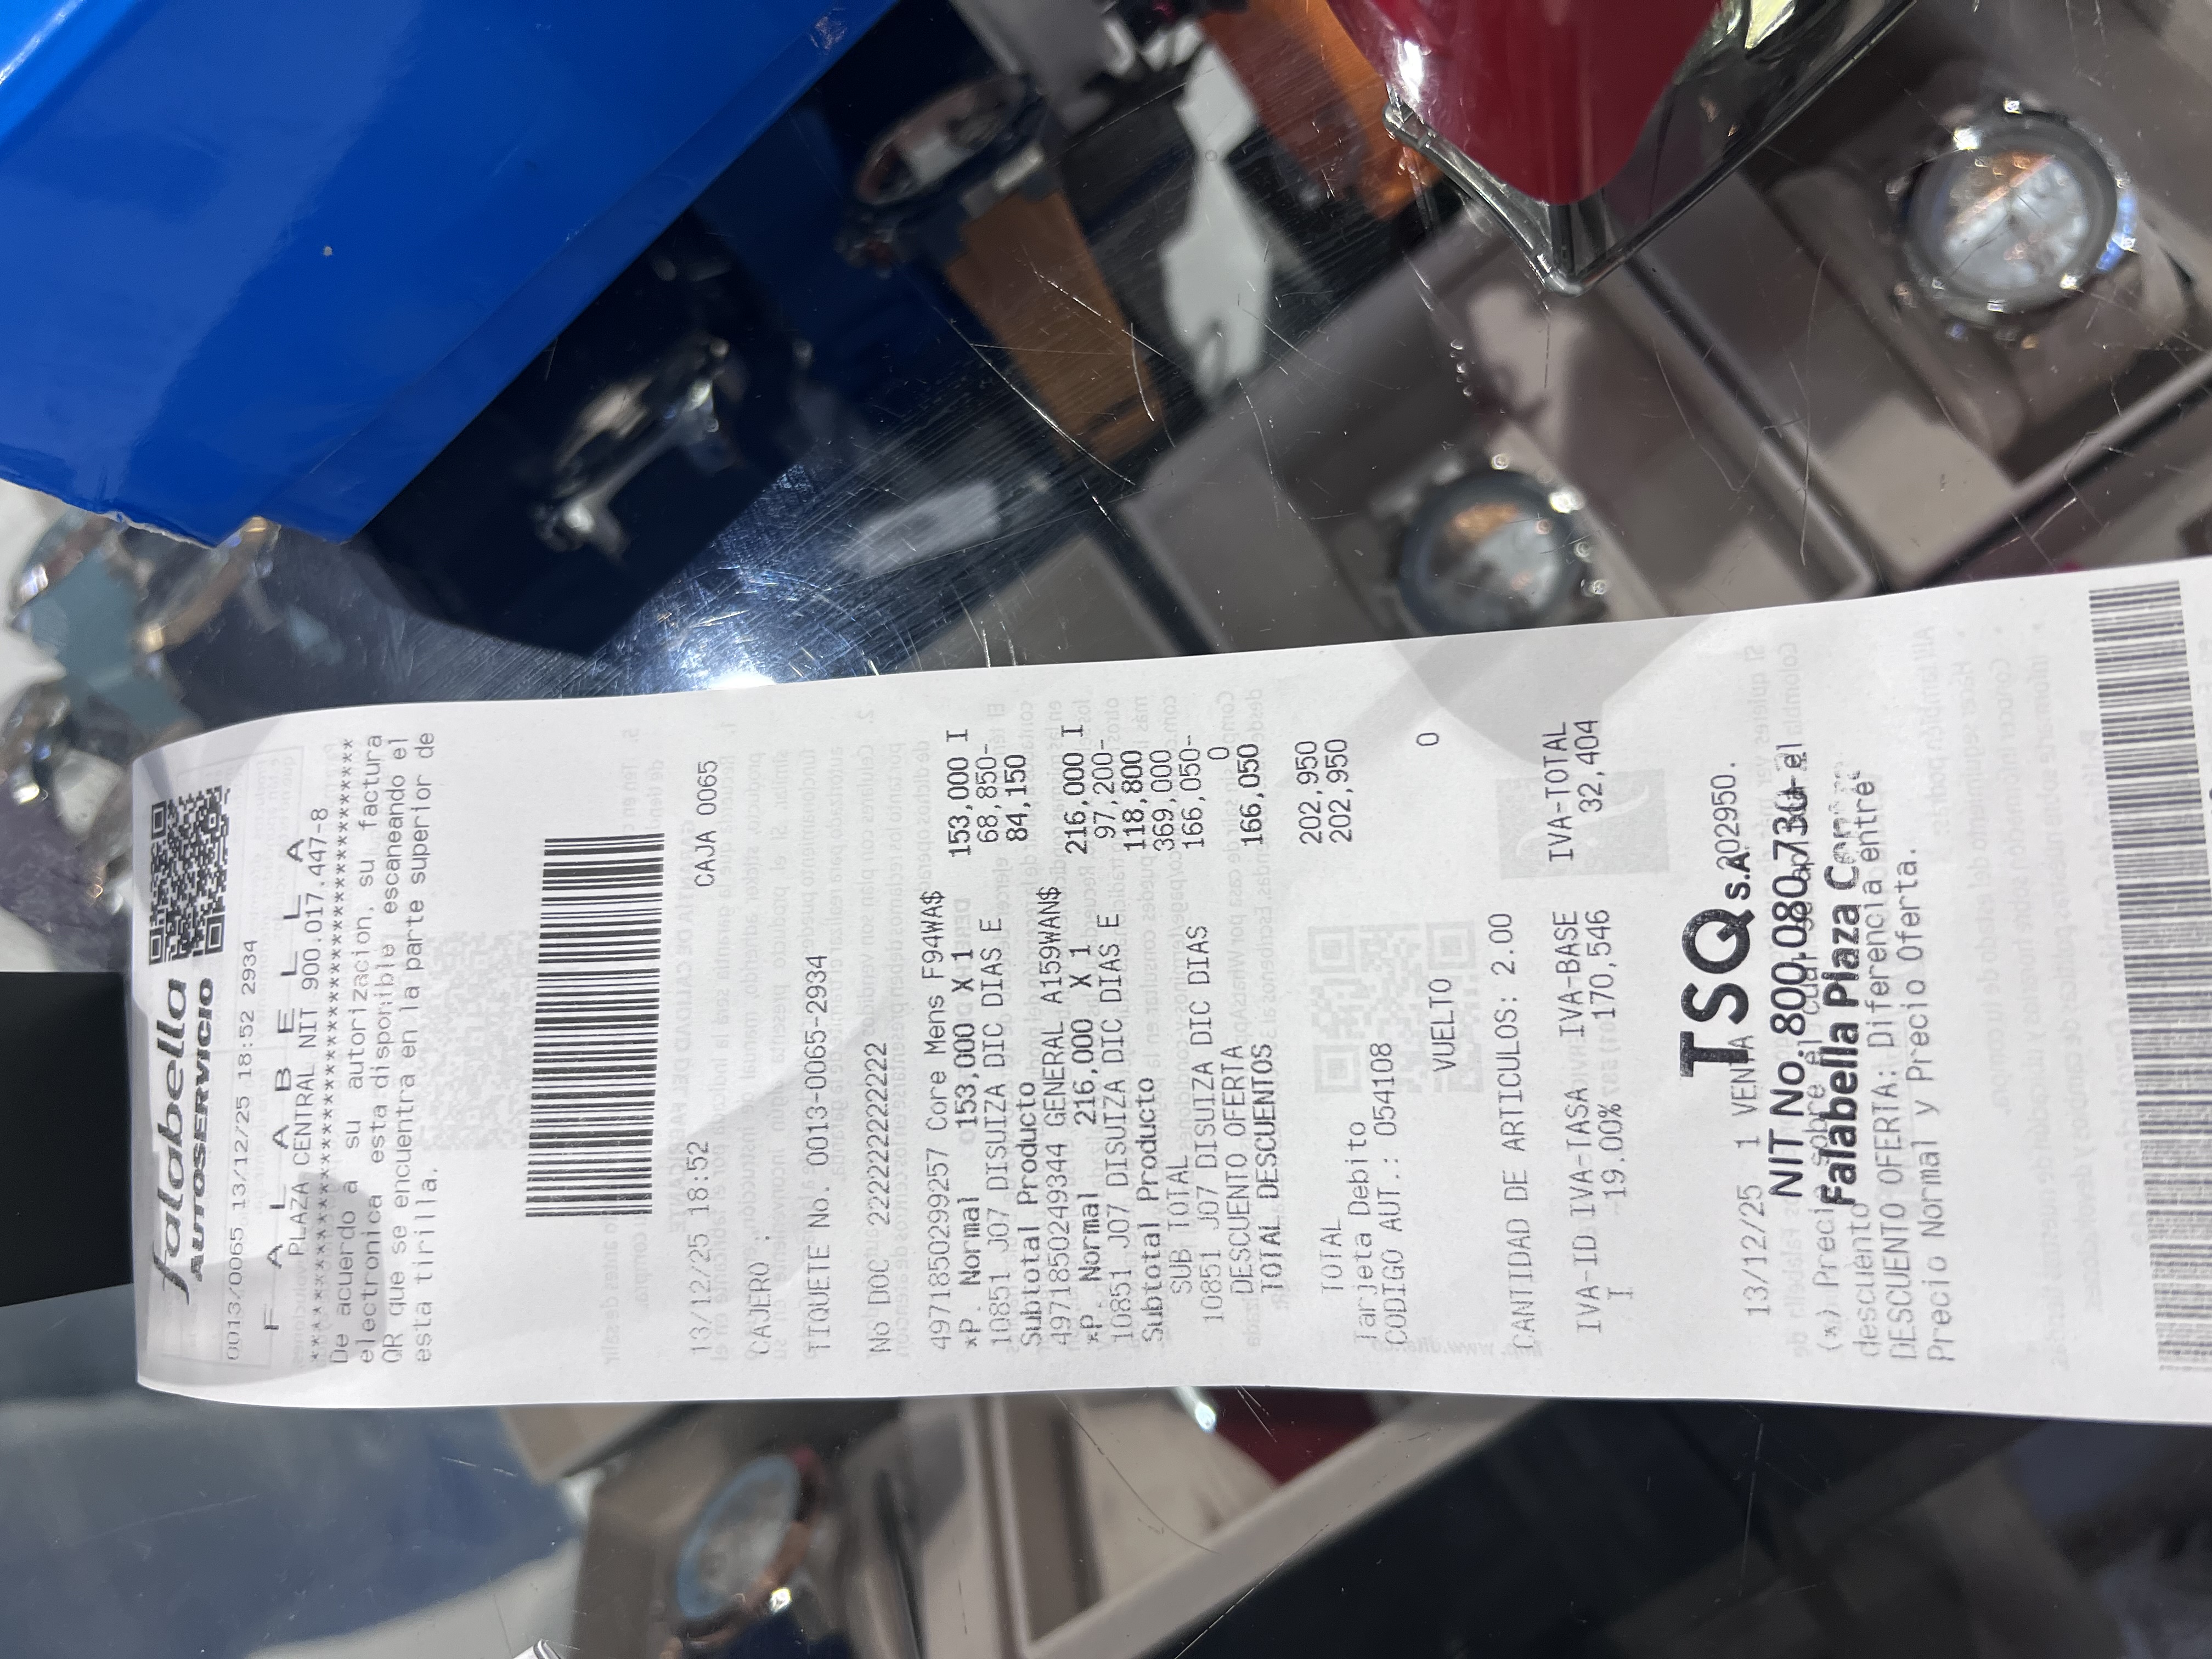 falabella
AUTOSERVICIO
0013/0065 13/12/25 18:52 2934
F A L A B E L L A
PLAZA CENTRAL NIT 900.017.447-8
De acuerdo a su autorización, su factura
electronica esta disponible escaneando el
QR que se encuentra en la parte superior de
esta tirilla.
13/12/25 18:52 CAJA 0065
CAJERO :
TIQUETE No. 0013-0065-2934
No DOC 222222222222
4971850299257 Core Mens F94WA$
*P. Normal 153,000 X 1 153,000 I
10851 J07 DISUIZA DIC DIAS E 68,850-
Subtotal Producto 84,150
4971850249344 GENERAL A159WAN$
*P Normal 216,000 X 1 216,000 I
10851 J07 DISUIZA DIC DIAS E 97,200-
Subtotal Producto 118,800
SUB TOTAL 369,000
10851 J07 DISUIZA DIC DIAS 166,050-
DESCUENTO OFERTA 0
TOTAL DESCUENTOS 166,050
TOTAL 202,950
Tarjeta Debito 202,950
CODIGO AUT.: 054108
VUELTO 0
CANTIDAD DE ARTICULOS: 2.00
IVA-ID IVA-TASA IVA-BASE IVA-TOTAL
I 19.00% 170,546 32,404
TSQ S.A.
13/12/25 1 VENTA 202950.
NIT No. 800.080.730
(*) Precio sobre el cual el
Falabella Plaza
descuento
DESCUENTO OFERTA: Diferencia entre
Precio Normal y Precio Oferta.